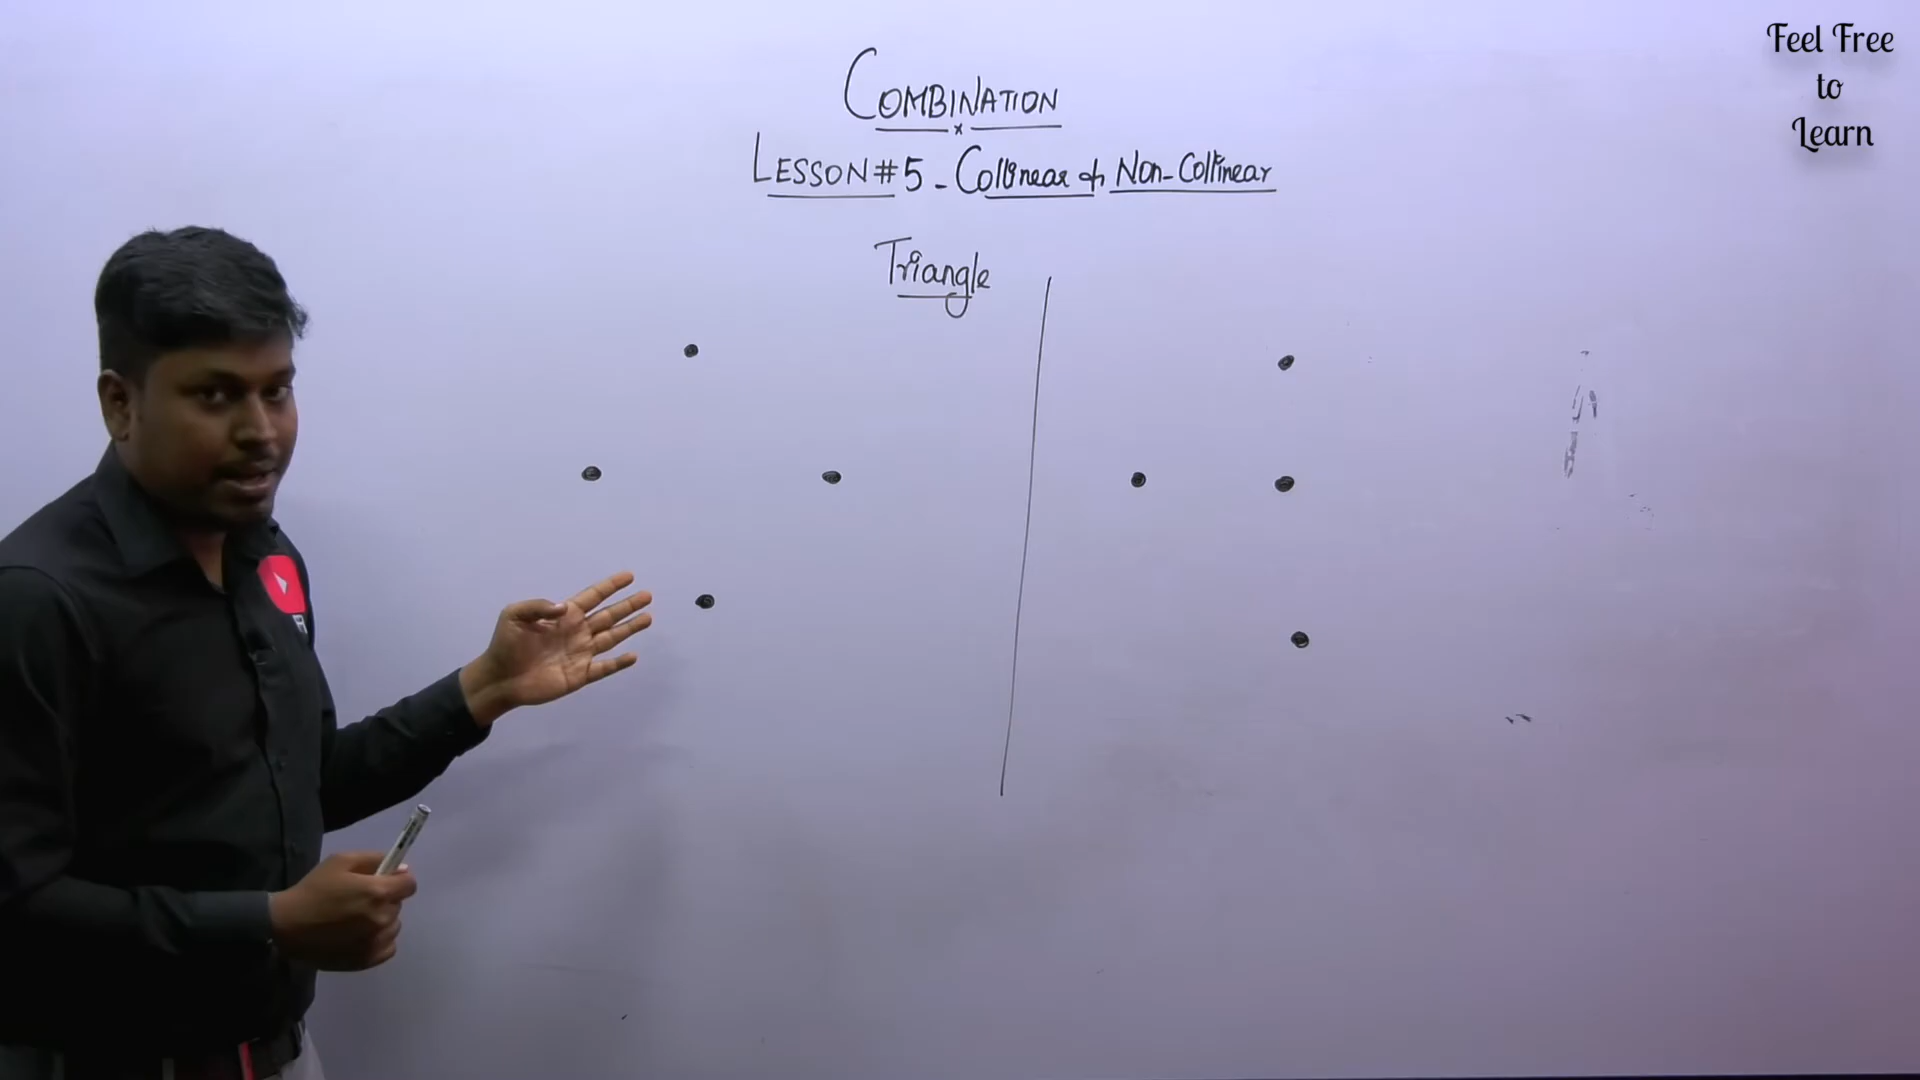 COMBINATION
LESSON # 5 - Collinear & Non-Collinear
Triangle
Feel Free
to
Learn